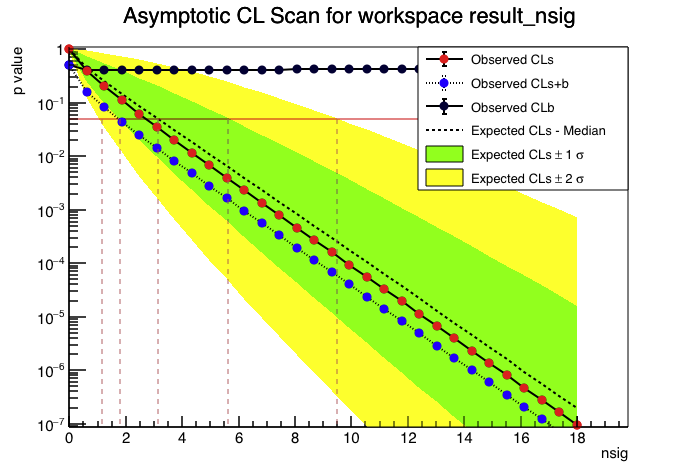 Asymptotic CL Scan for workspace result_nsig
p value
Observed CLs
Observed CLs+b
Observed CLb
Expected CLs - Median
Expected CLs ± 1 σ
Expected CLs ± 2 σ
1
10⁻¹
10⁻²
10⁻³
10⁻⁴
10⁻⁵
10⁻⁶
10⁻⁷
0 2 4 6 8 10 12 14 16 18
nsig